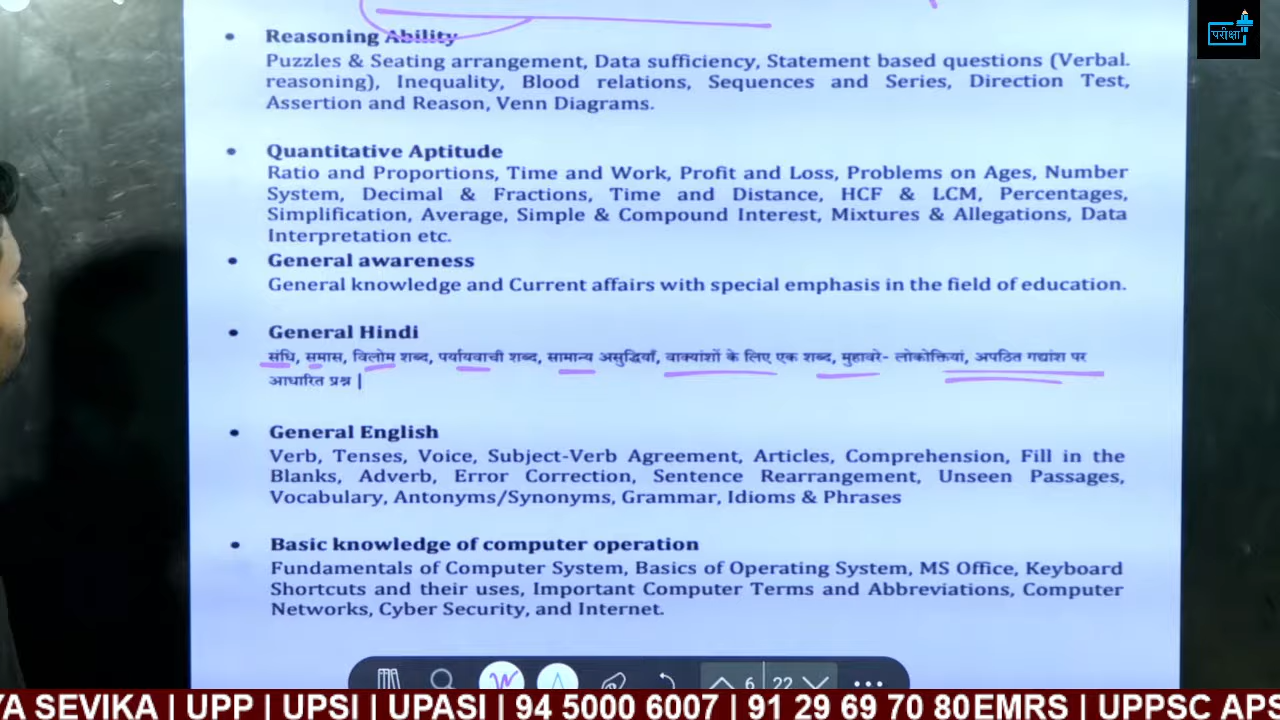 परीक्षा
Reasoning Ability
Puzzles & Seating arrangement, Data sufficiency, Statement based questions (Verbal.
reasoning), Inequality, Blood relations, Sequences and Series, Direction Test,
Assertion and Reason, Venn Diagrams.
Quantitative Aptitude
Ratio and Proportions, Time and Work, Profit and Loss, Problems on Ages, Number
System, Decimal & Fractions, Time and Distance, HCF & LCM, Percentages,
Simplification, Average, Simple & Compound Interest, Mixtures & Allegations, Data
Interpretation etc.
General awareness
General knowledge and Current affairs with special emphasis in the field of education.
General Hindi
संधि, समास, विलोम शब्द, पर्यायवाची शब्द, सामान्य असुद्धियाँ, वाक्यांशों के लिए एक शब्द, मुहावरे- लोकोक्तियां, अपठित गद्यांश पर
आधारित प्रश्न |
General English
Verb, Tenses, Voice, Subject-Verb Agreement, Articles, Comprehension, Fill in the
Blanks, Adverb, Error Correction, Sentence Rearrangement, Unseen Passages,
Vocabulary, Antonyms/Synonyms, Grammar, Idioms & Phrases
Basic knowledge of computer operation
Fundamentals of Computer System, Basics of Operating System, MS Office, Keyboard
Shortcuts and their uses, Important Computer Terms and Abbreviations, Computer
Networks, Cyber Security, and Internet.
6 22
YA SEVIKA | UPP | UPSI | UPASI | 94 5000 6007 | 91 29 69 70 80 EMRS | UPPSC APS